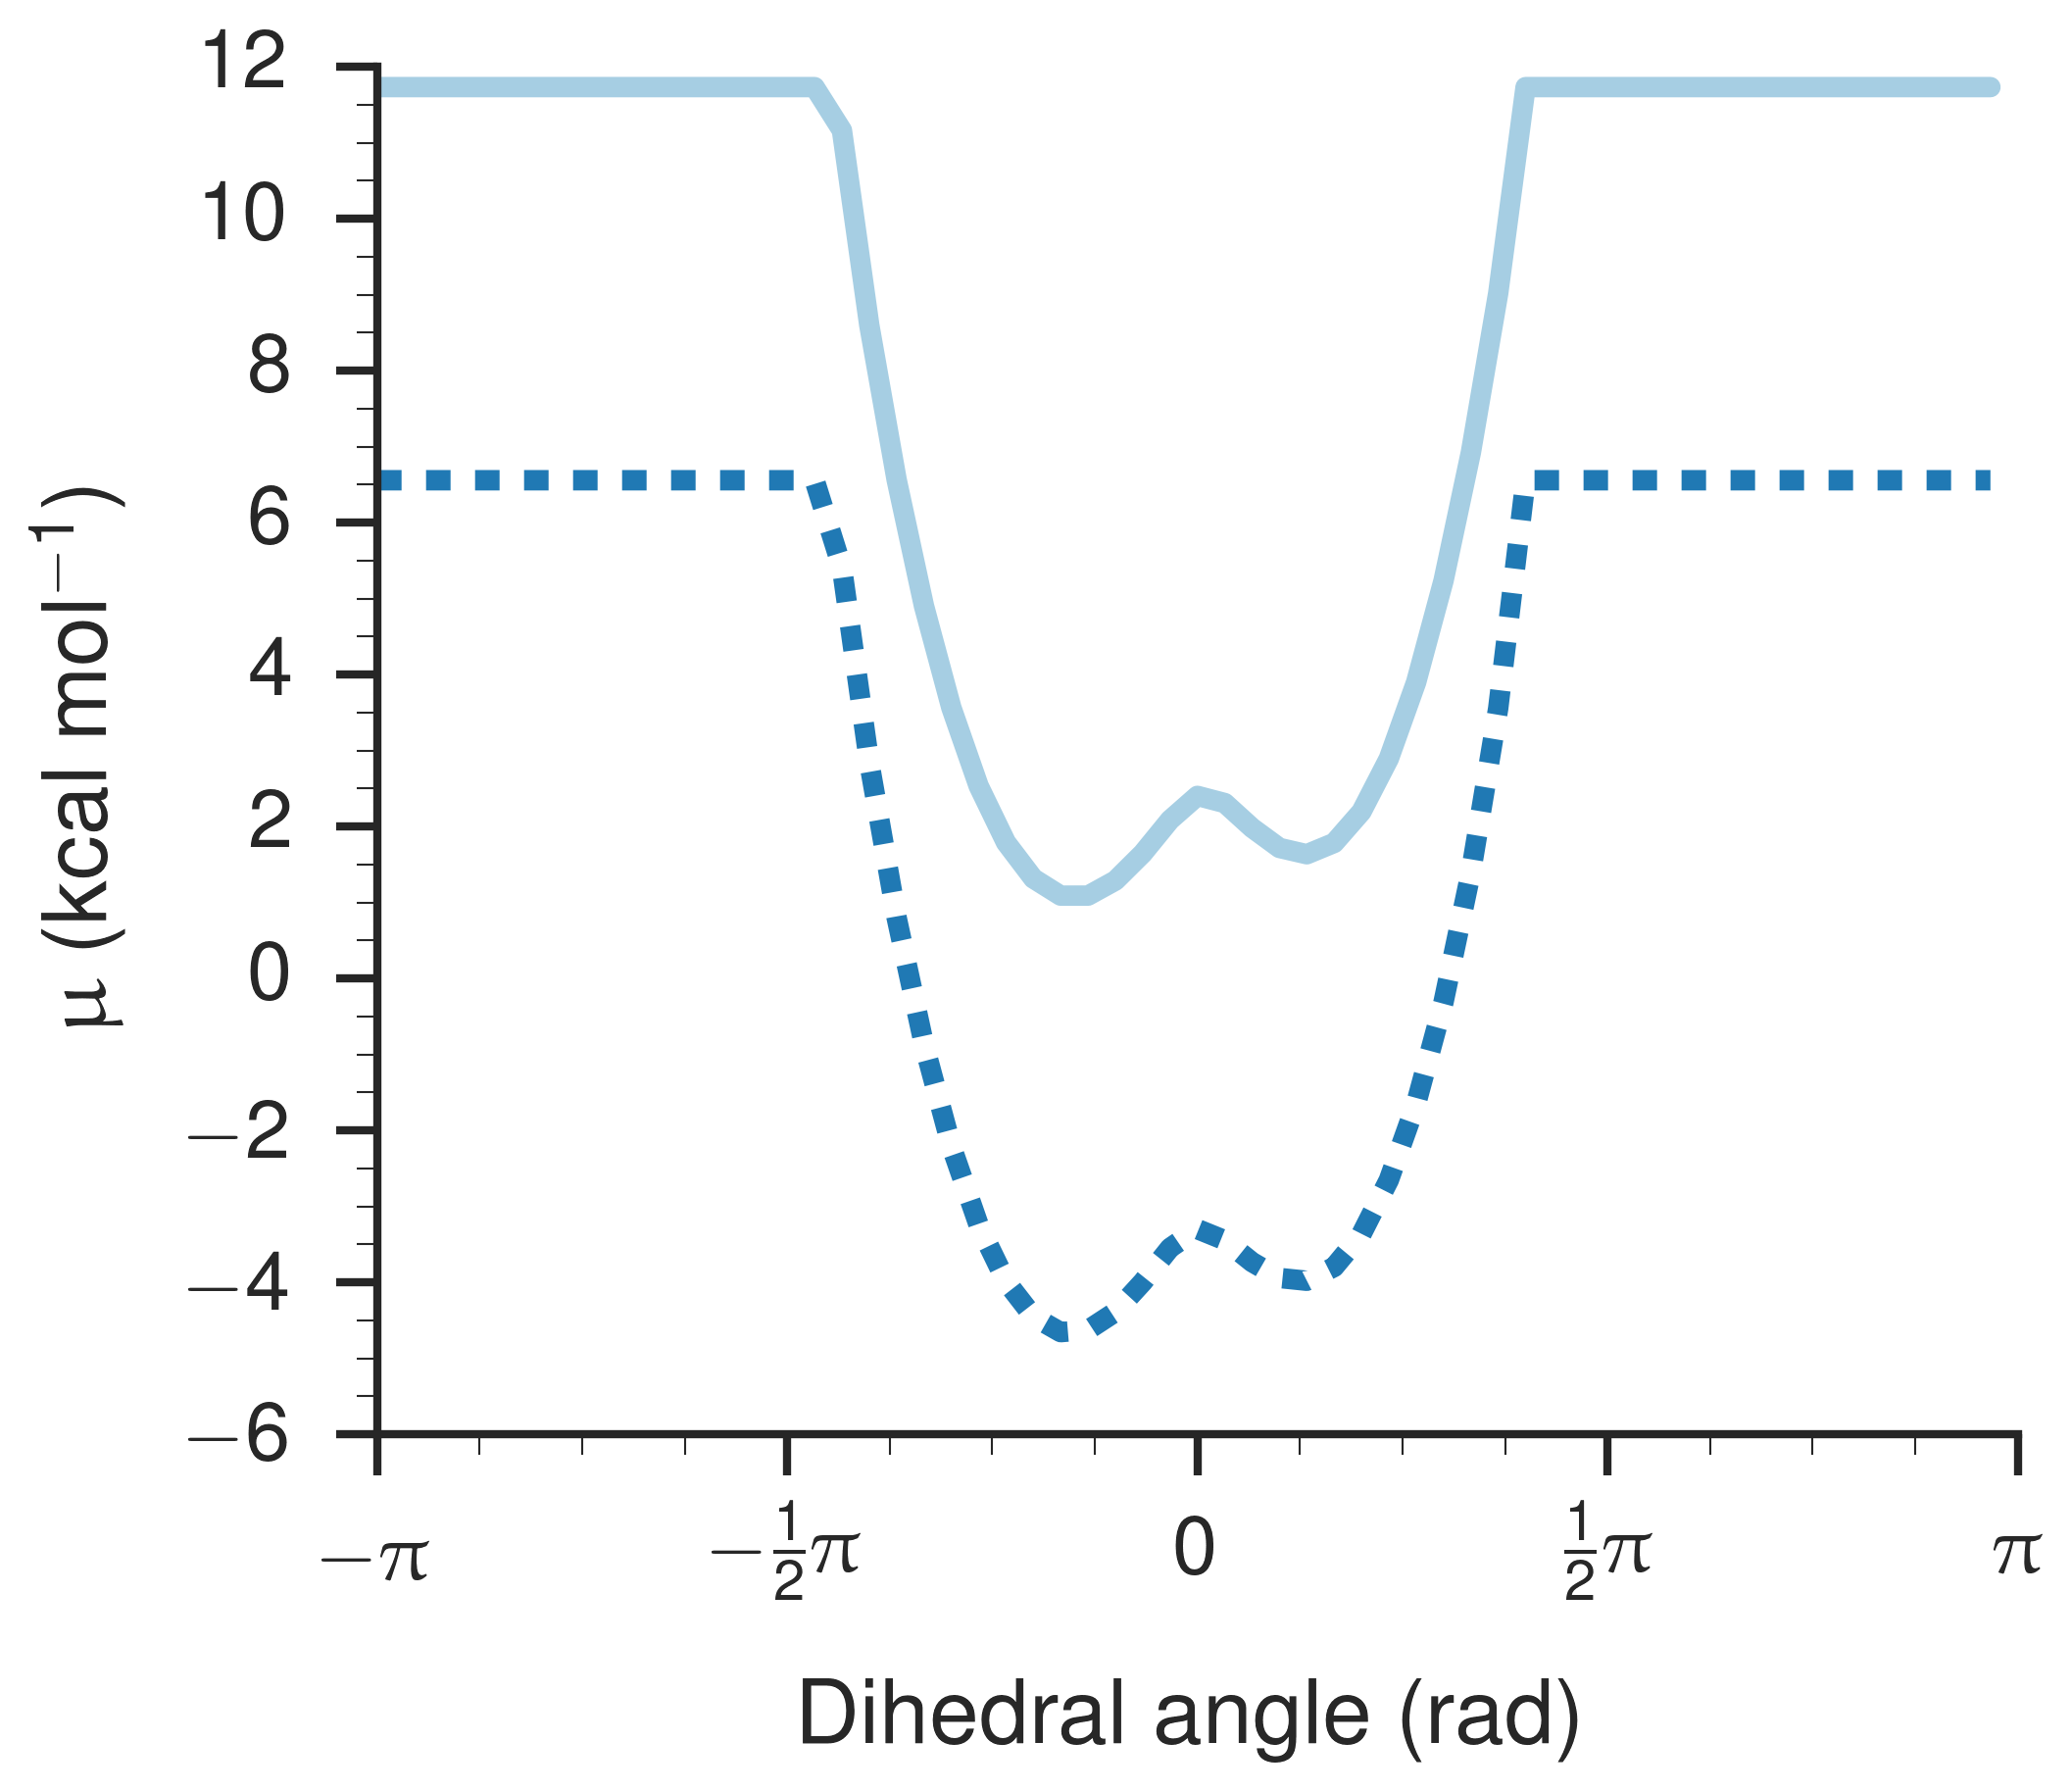 12
10
8
6
4
2
0
−2
−4
−6
μ (kcal mol⁻¹)
−π
−½π
0
½π
π
Dihedral angle (rad)